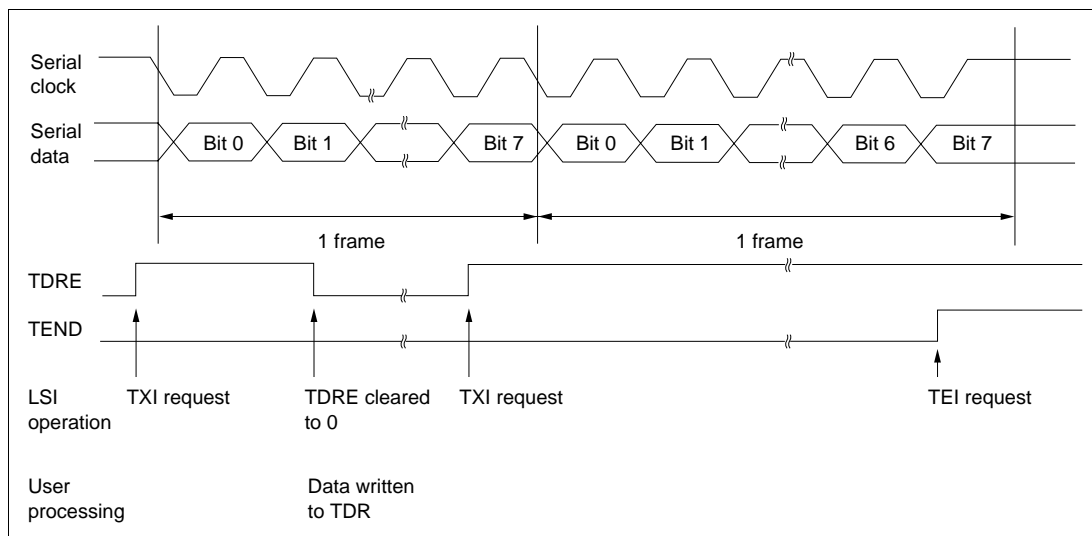 Serial
clock
Serial
data
Bit 0
Bit 1
Bit 7
Bit 0
Bit 1
Bit 6
Bit 7
1 frame
1 frame
TDRE
TEND
LSI
operation
TXI request
TDRE cleared
to 0
TXI request
TEI request
User
processing
Data written
to TDR